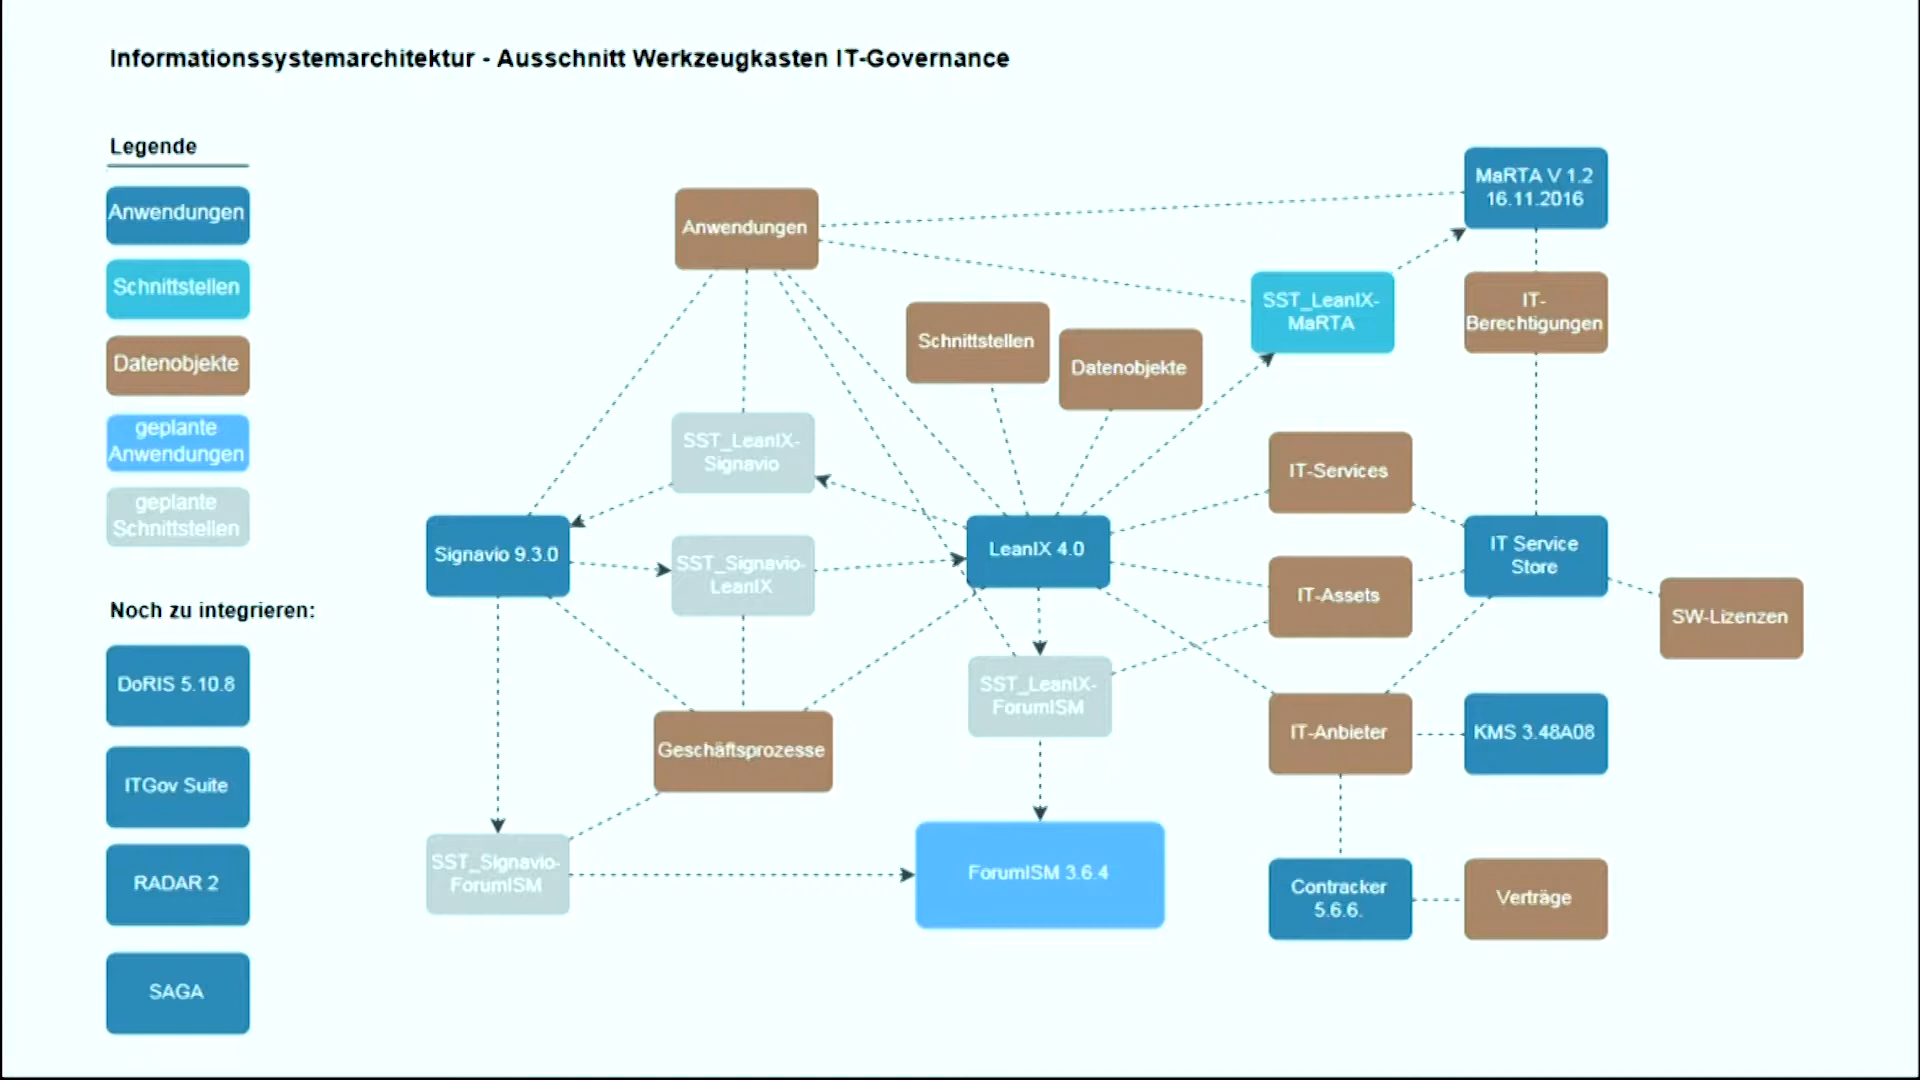 Informationssystemarchitektur - Ausschnitt Werkzeugkasten IT-Governance
Legende
Anwendungen
Schnittstellen
Datenobjekte
geplante
Anwendungen
geplante
Schnittstellen
Noch zu integrieren:
DoRIS 5.10.8
ITGov Suite
RADAR 2
SAGA
Anwendungen
MaRTA V 1.2
16.11.2016
SST_LeanIX-
MaRTA
IT-
Berechtigungen
Schnittstellen
Datenobjekte
SST_LeanIX-
Signavio
IT-Services
Signavio 9.3.0
SST_Signavio-
LeanIX
LeanIX 4.0
IT-Assets
IT Service
Store
SW-Lizenzen
SST_LeanIX-
ForumISM
Geschäftsprozesse
IT-Anbieter
KMS 3.48A08
SST_Signavio-
ForumISM
ForumISM 3.6.4
Contracker
5.6.6.
Verträge